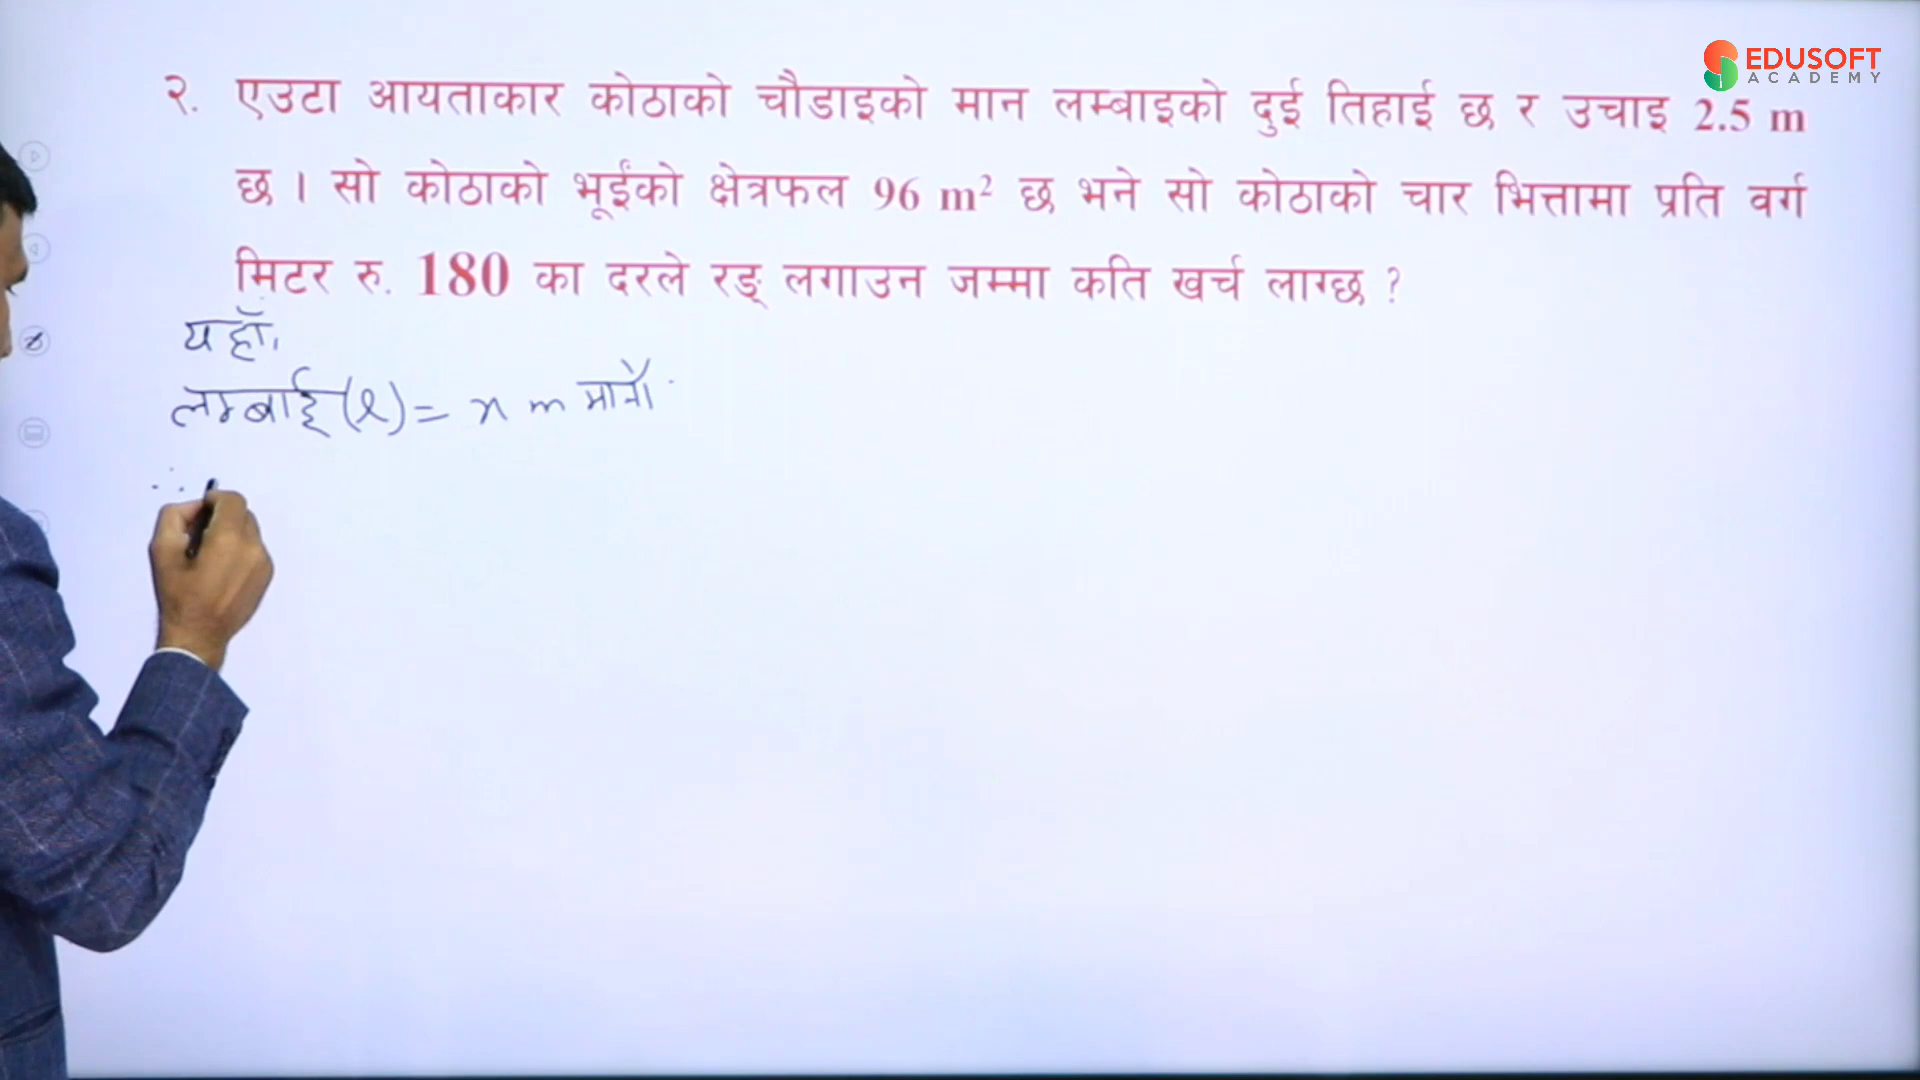 EDUSOFT
ACADEMY
२. एउटा आयताकार कोठाको चौडाइको मान लम्बाइको दुई तिहाई छ र उचाइ 2.5 m
छ । सो कोठाको भूईंको क्षेत्रफल 96 m² छ भने सो कोठाको चार भित्तामा प्रति वर्ग
मिटर रु. 180 का दरले रङ् लगाउन जम्मा कति खर्च लाग्छ ?
यहाँ,
लम्बाई (l) = x m मानौं
∴